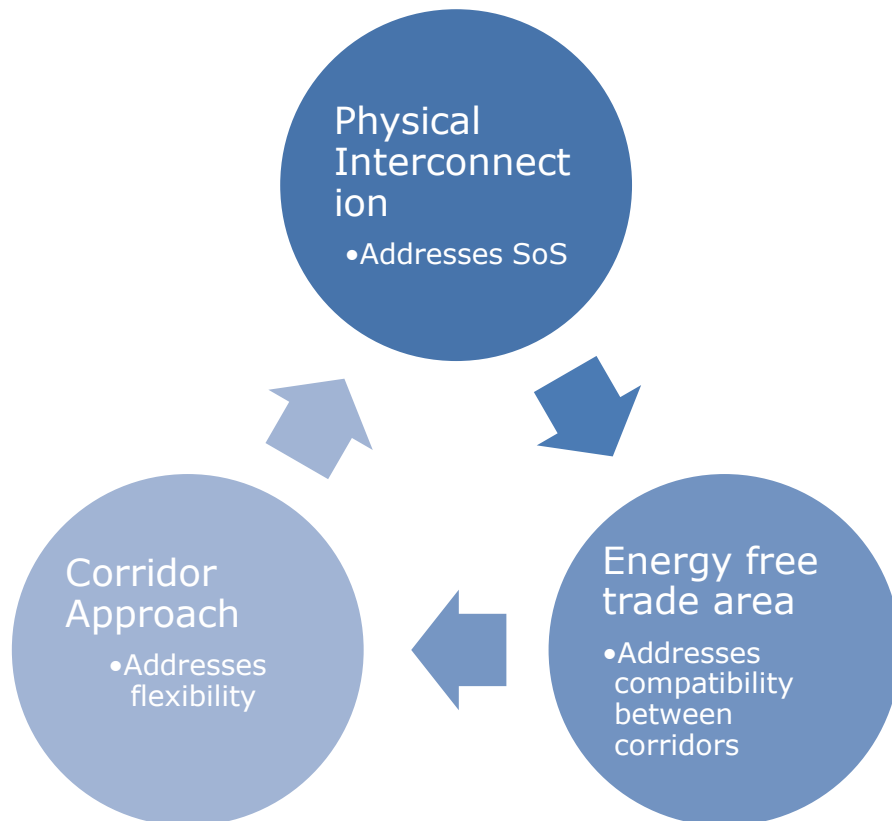 Physical
Interconnect
ion
•Addresses SoS
Energy free
trade area
•Addresses
compatibility
between
corridors
Corridor
Approach
•Addresses
flexibility